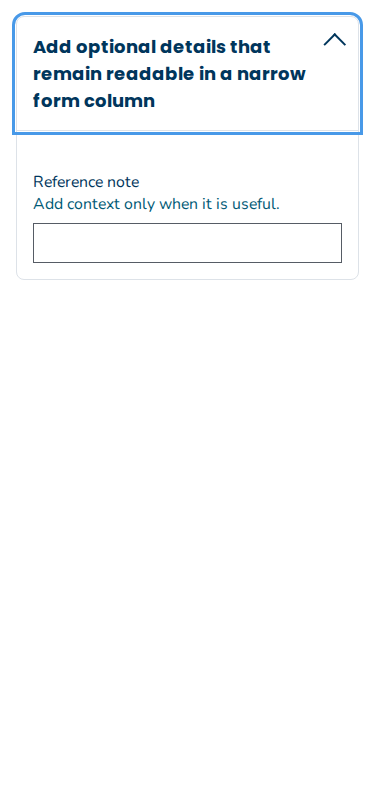 Add optional details that
remain readable in a narrow
form column
Reference note
Add context only when it is useful.